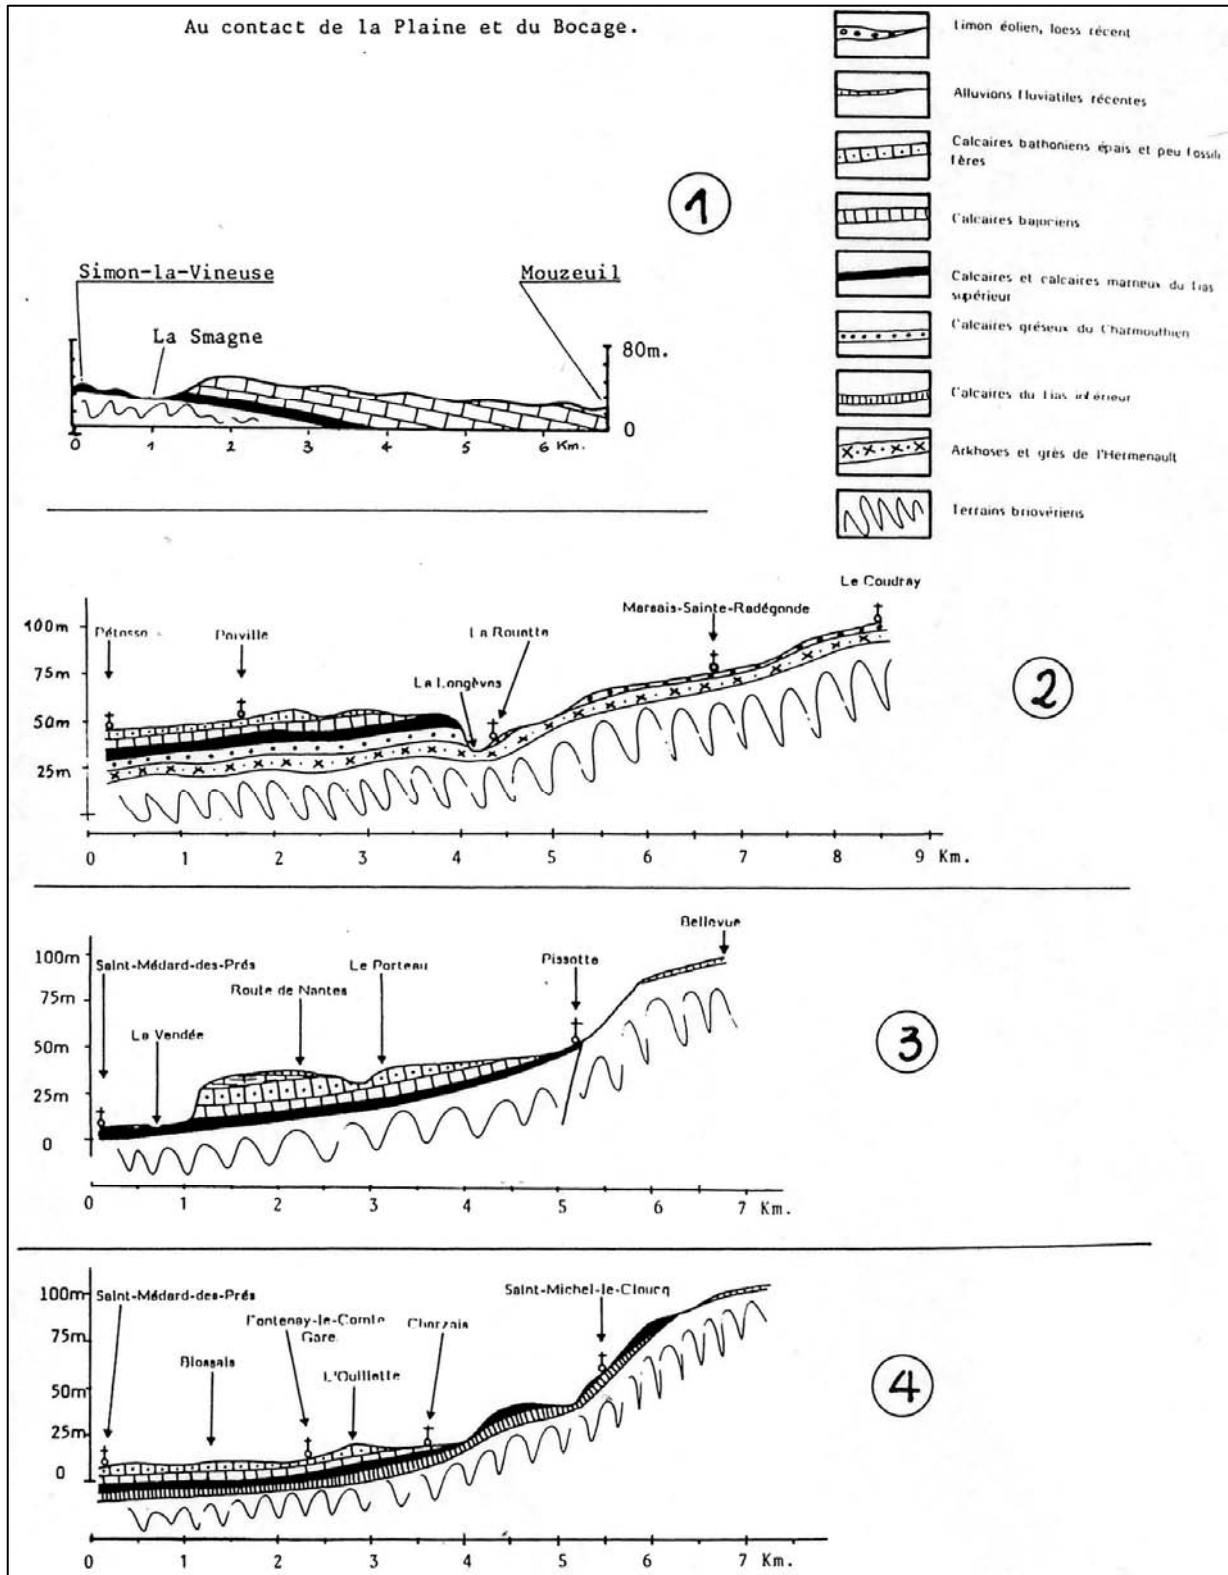 Au contact de la Plaine et du Bocage.
Limon éolien, loess récent
Alluvions fluviatiles récentes
Calcaires bathoniens épais et peu fossili
fères
Calcaires bajociens
Calcaires et calcaires marneux du Lias
supérieur
Calcaires gréseux du Charmouthien
Calcaires du Lias inférieur
Arkhoses et grès de l'Hermenault
Terrains briovériens
1
Simon-la-Vineuse
Mouzeuil
La Smagne
80m.
0
0 1 2 3 4 5 6 Km.
2
Le Coudray
Marsais-Sainte-Radégonde
100m
Pétosse
Poiville
La Rouette
75m
La Longèves
50m
25m
0 1 2 3 4 5 6 7 8 9 Km.
3
Bellevue
100m
Saint-Médard-des-Prés
Le Porteau
Pissotte
75m
Route de Nantes
La Vendée
50m
25m
0
0 1 2 3 4 5 6 7 Km.
4
100m
Saint-Médard-des-Prés
Saint-Michel-le-Cloucq
Fontenay-le-Comte
Gare
Charzais
75m
Biossais
L'Ouillette
50m
25m
0
0 1 2 3 4 5 6 7 Km.